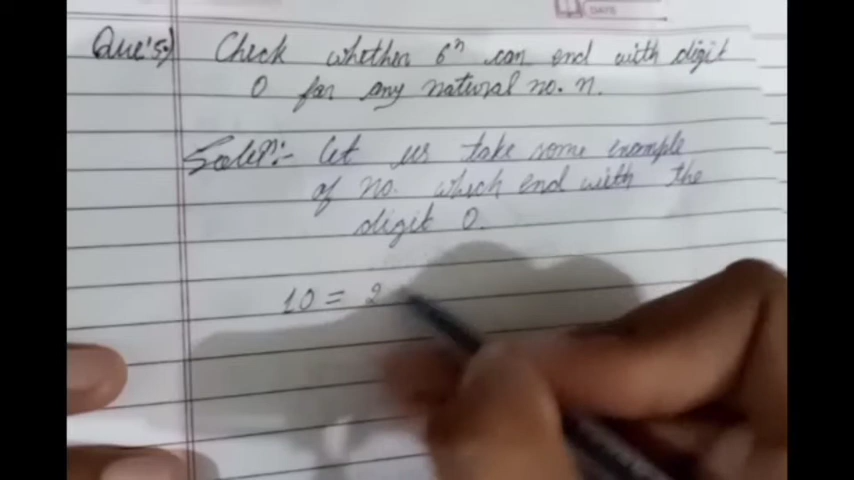 DATE
Que's:) Check whether 6ⁿ can end with digit
0 for any natural no. n.
Solⁿ:- let us take some example
of no. which end with the
digit 0.
10 = 2